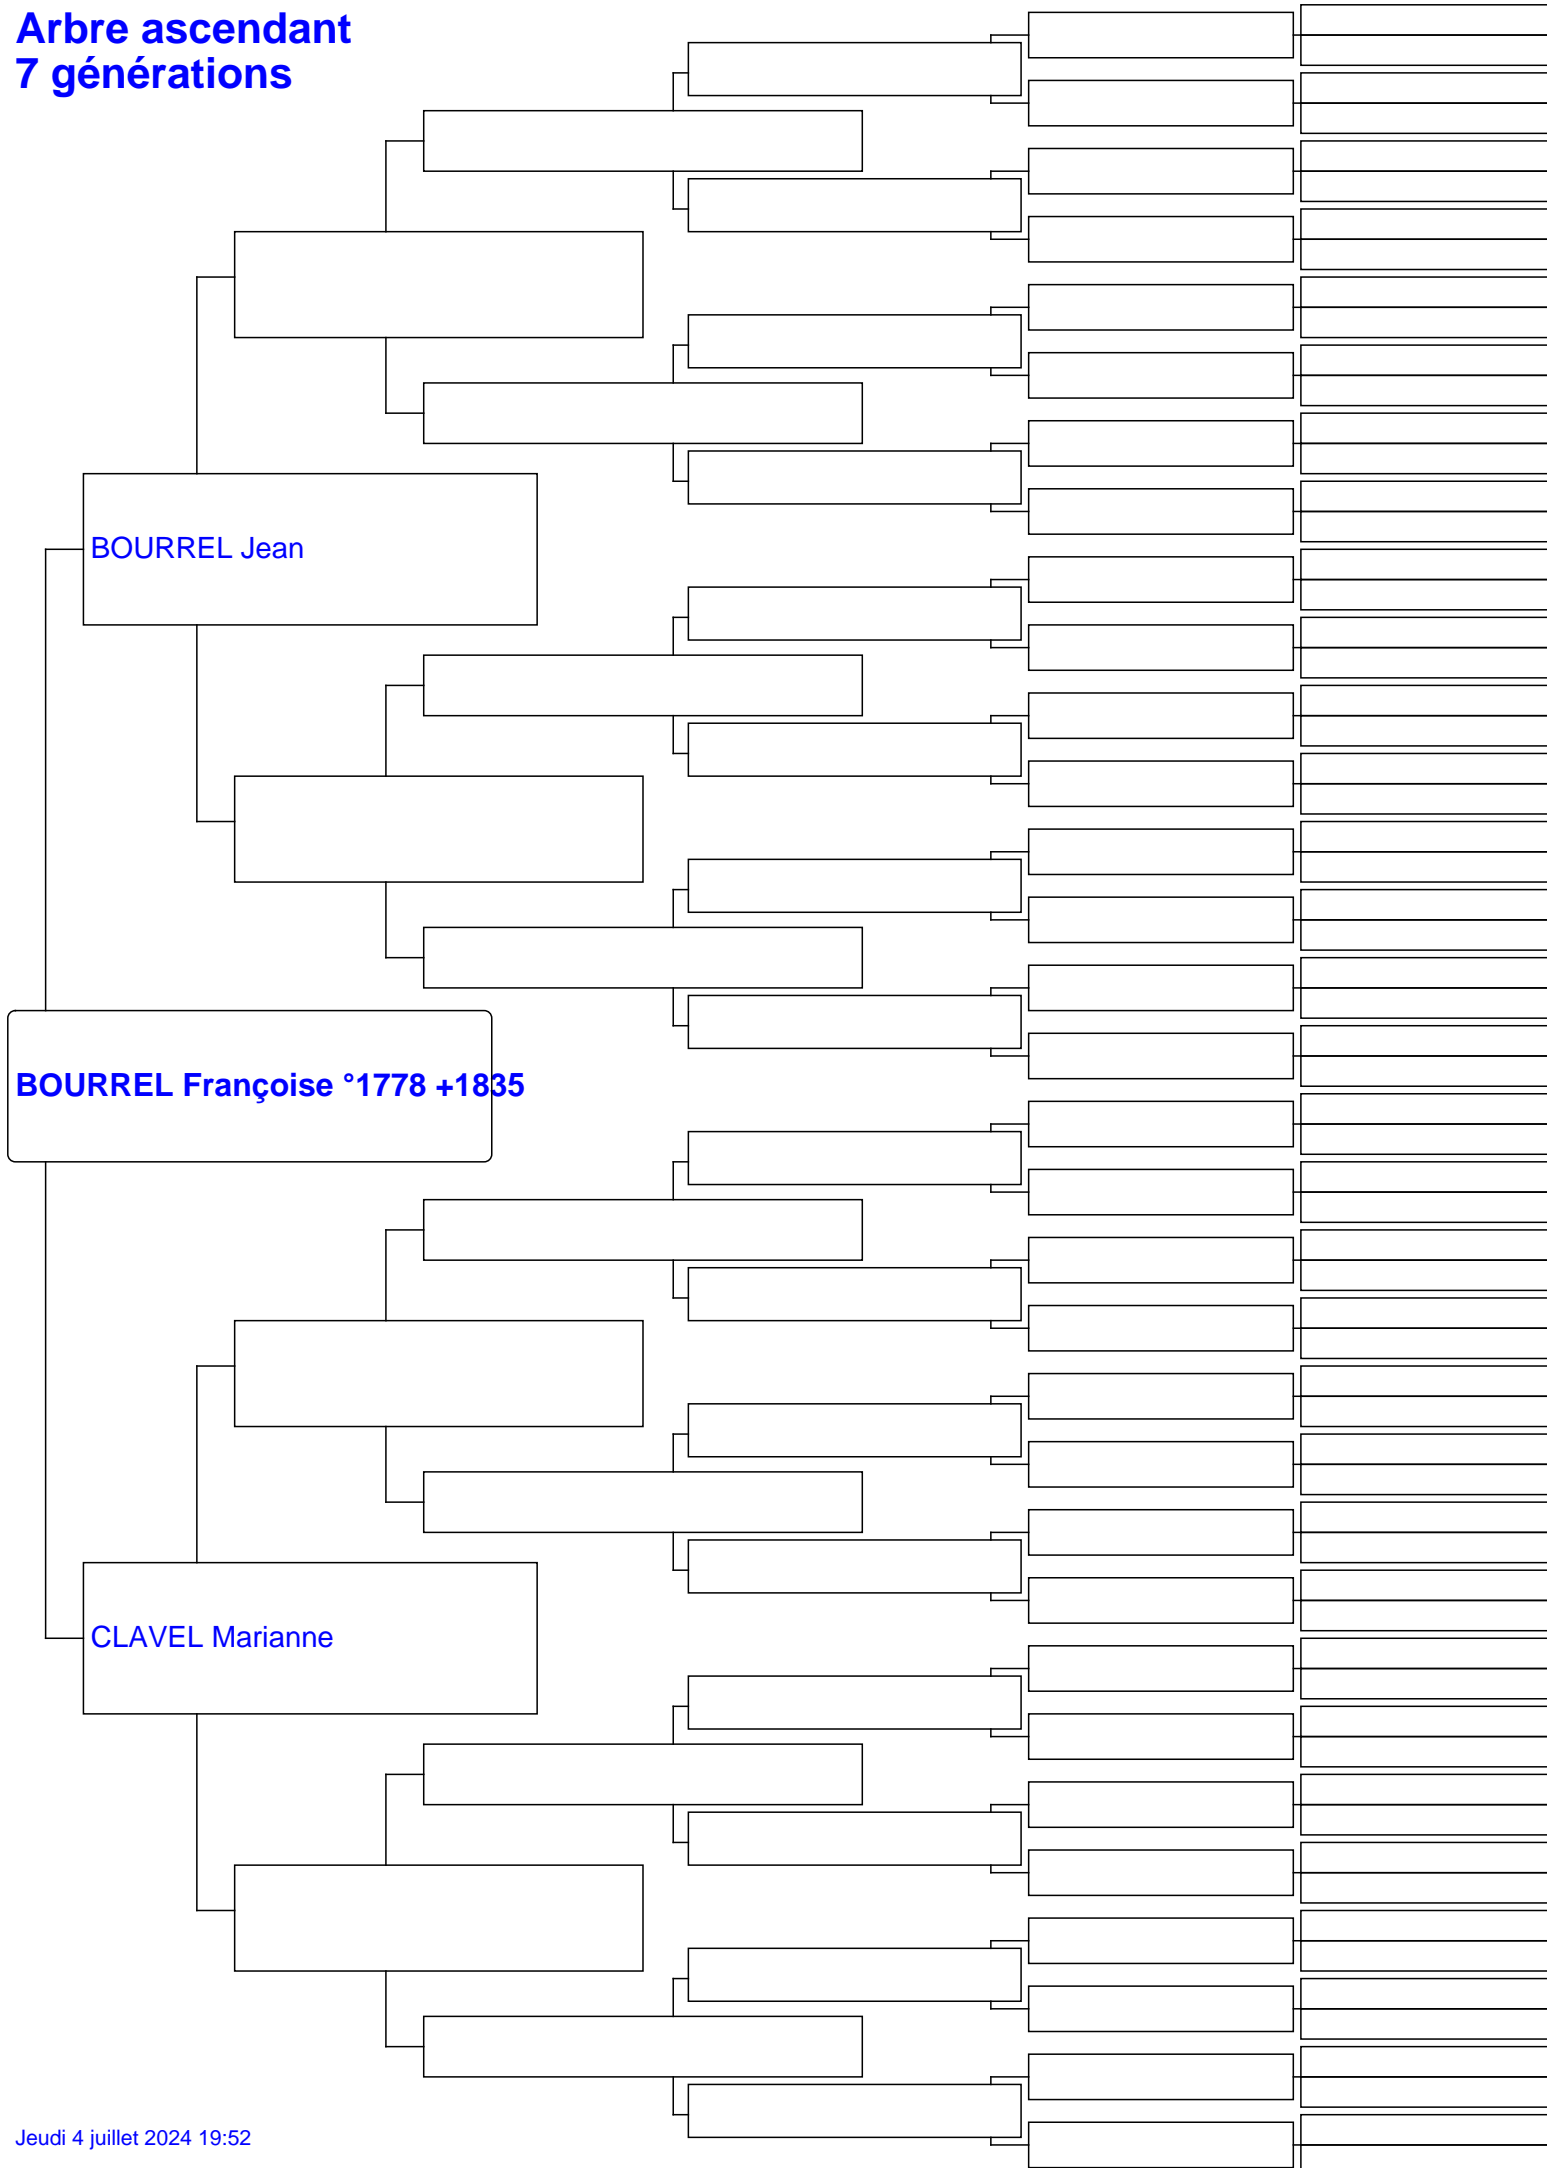 Arbre ascendant
7 générations
BOURREL Jean
BOURREL Françoise °1778 +1835
CLAVEL Marianne
Jeudi 4 juillet 2024 19:52